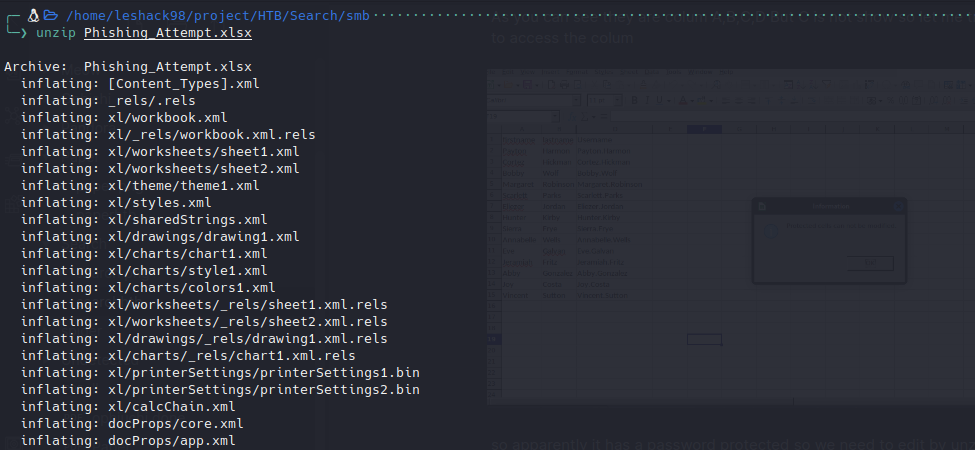 /home/leshack98/project/HTB/Search/smb
❯ unzip Phishing_Attempt.xlsx
to access the colum
Archive:  Phishing_Attempt.xlsx
  inflating: [Content_Types].xml
  inflating: _rels/.rels
  inflating: xl/workbook.xml
  inflating: xl/_rels/workbook.xml.rels
  inflating: xl/worksheets/sheet1.xml
  inflating: xl/worksheets/sheet2.xml
  inflating: xl/theme/theme1.xml
  inflating: xl/styles.xml
  inflating: xl/sharedStrings.xml
  inflating: xl/drawings/drawing1.xml
  inflating: xl/charts/chart1.xml
  inflating: xl/charts/style1.xml
  inflating: xl/charts/colors1.xml
  inflating: xl/worksheets/_rels/sheet1.xml.rels
  inflating: xl/worksheets/_rels/sheet2.xml.rels
  inflating: xl/drawings/_rels/drawing1.xml.rels
  inflating: xl/charts/_rels/chart1.xml.rels
  inflating: xl/printerSettings/printerSettings1.bin
  inflating: xl/printerSettings/printerSettings2.bin
  inflating: xl/calcChain.xml
  inflating: docProps/core.xml
  inflating: docProps/app.xml
so apparently it has a password protected so we need to edit by